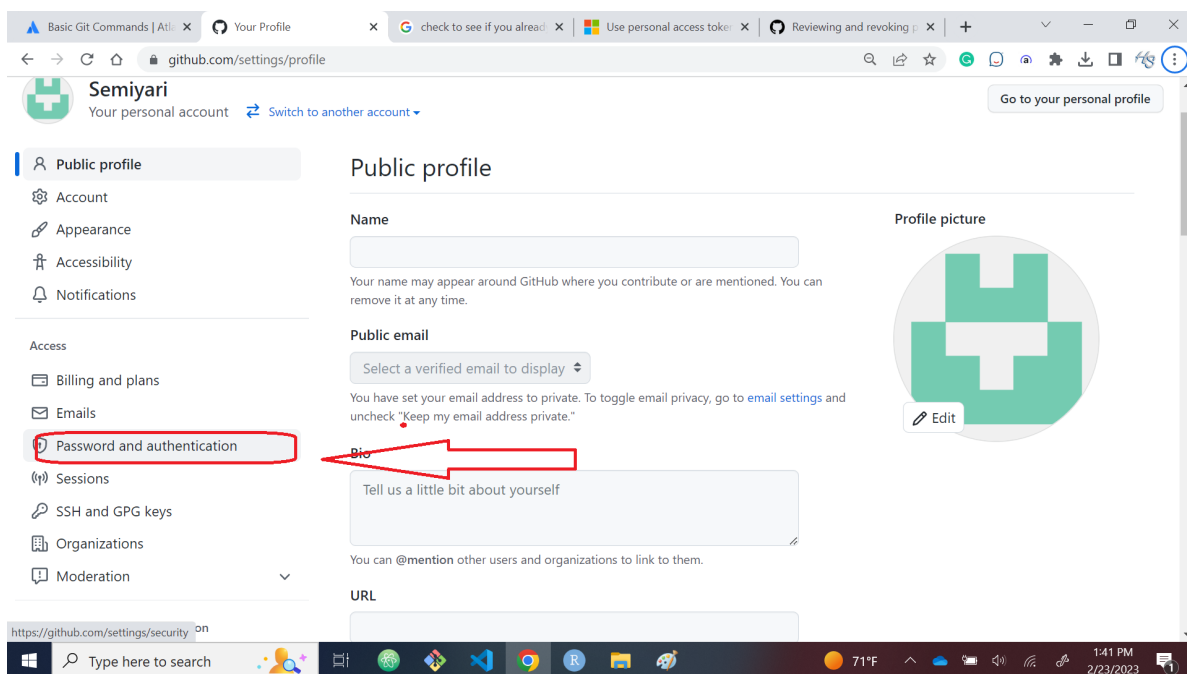 Basic Git Commands | Atla
Your Profile
check to see if you alread
Use personal access token
Reviewing and revoking p
github.com/settings/profile
Semiyari
Your personal account
Switch to another account
Go to your personal profile
Public profile
Account
Appearance
Accessibility
Notifications
Access
Billing and plans
Emails
Password and authentication
Sessions
SSH and GPG keys
Organizations
Moderation
on
https://github.com/settings/security
Public profile
Name
Your name may appear around GitHub where you contribute or are mentioned. You can
remove it at any time.
Public email
Select a verified email to display
You have set your email address to private. To toggle email privacy, go to email settings and
uncheck "Keep my email address private."
Bio
Tell us a little bit about yourself
You can @mention other users and organizations to link to them.
URL
Profile picture
Edit
Type here to search
R
71°F
1:41 PM
2/23/2023
1